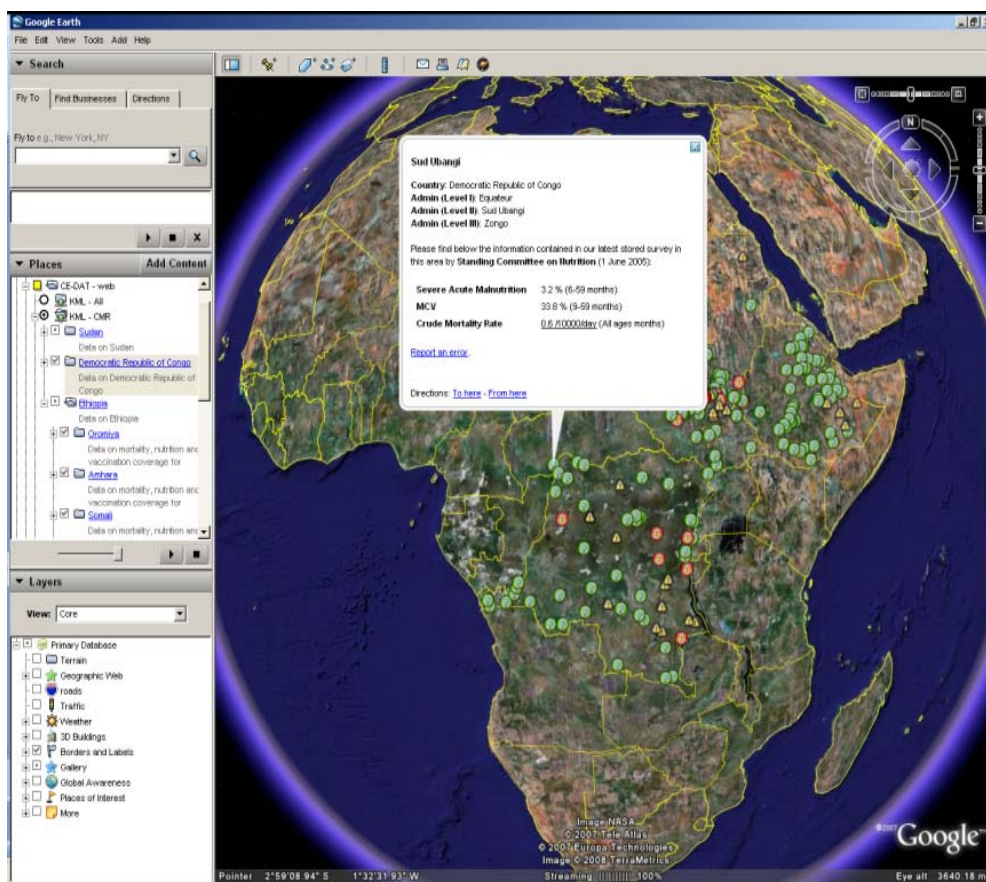 Google Earth
File Edit View Tools Add Help
Search
Fly To Find Businesses Directions
Fly to e.g., New York, NY
Places Add Content
CE-DAT - web
KML - All
KML - CMR
Sudan
Data on Sudan
Democratic Republic of Congo
Data on Democratic Republic of
Congo
Ethiopia
Data on Ethiopia
Oromiya
Data on mortality, nutrition and
vaccination coverage for
Amhara
Data on mortality, nutrition and
vaccination coverage for
Somali
Data on mortality, nutrition and
Layers
View: Core
Primary Database
Terrain
Geographic Web
roads
Traffic
Weather
3D Buildings
Borders and Labels
Gallery
Global Awareness
Places of Interest
More
Sud Ubangi
Country: Democratic Republic of Congo
Admin (Level I): Equateur
Admin (Level II): Sud Ubangi
Admin (Level III): Zongo
Please find below the information contained in our latest stored survey in
this area by Standing Committee on Nutrition (1 June 2005):
Severe Acute Malnutrition 3.2 % (6-59 months)
MCV 33.8 % (9-59 months)
Crude Mortality Rate 0.6 /10000/day (All ages months)
Report an error.
Directions: To here - From here
N
Image NASA
© 2007 Tele Atlas
© 2007 Europa Technologies
Image © 2008 TerraMetrics
©2007 Google™
Pointer 2°59'08.94" S 1°32'31.93" W Streaming 100% Eye alt 3640.18 m